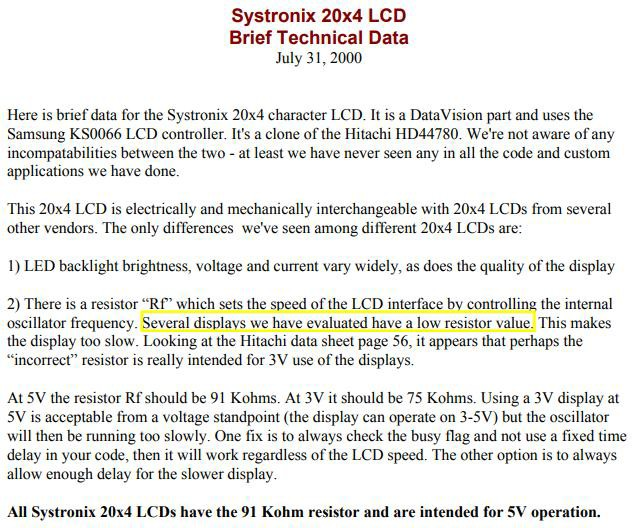 Systronix 20x4 LCD
Brief Technical Data
July 31, 2000
Here is brief data for the Systronix 20x4 character LCD. It is a DataVision part and uses the
Samsung KS0066 LCD controller. It's a clone of the Hitachi HD44780. We're not aware of any
incompatabilities between the two - at least we have never seen any in all the code and custom
applications we have done.
This 20x4 LCD is electrically and mechanically interchangeable with 20x4 LCDs from several
other vendors. The only differences we've seen among different 20x4 LCDs are:
1) LED backlight brightness, voltage and current vary widely, as does the quality of the display
2) There is a resistor “Rf” which sets the speed of the LCD interface by controlling the internal
oscillator frequency. Several displays we have evaluated have a low resistor value. This makes
the display too slow. Looking at the Hitachi data sheet page 56, it appears that perhaps the
“incorrect” resistor is really intended for 3V use of the displays.
At 5V the resistor Rf should be 91 Kohms. At 3V it should be 75 Kohms. Using a 3V display at
5V is acceptable from a voltage standpoint (the display can operate on 3-5V) but the oscillator
will then be running too slowly. One fix is to always check the busy flag and not use a fixed time
delay in your code, then it will work regardless of the LCD speed. The other option is to always
allow enough delay for the slower display.
All Systronix 20x4 LCDs have the 91 Kohm resistor and are intended for 5V operation.